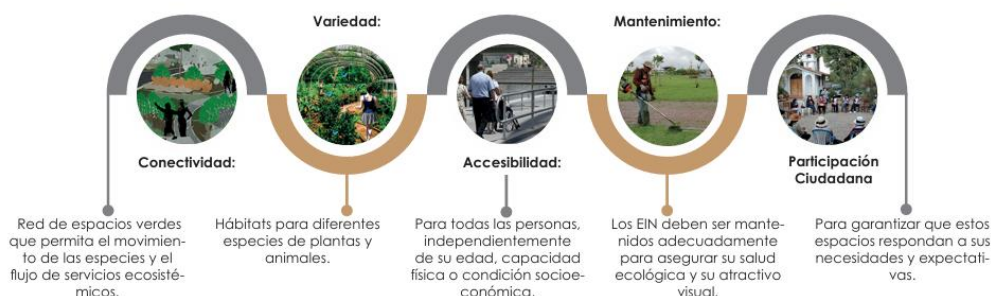 Variedad:
Mantenimiento:
Conectividad:
Accesibilidad:
Participación
Ciudadana
Red de espacios verdes
que permita el movimien-
to de las especies y el
flujo de servicios ecosisté-
micos.
Hábitats para diferentes
especies de plantas y
animales.
Para todas las personas,
independientemente
de su edad, capacidad
física o condición socioe-
conómica.
Los EIN deben ser mante-
nidos adecuadamente
para asegurar su salud
ecológica y su atractivo
visual.
Para garantizar que estos
espacios respondan a sus
necesidades y expectati-
vas.